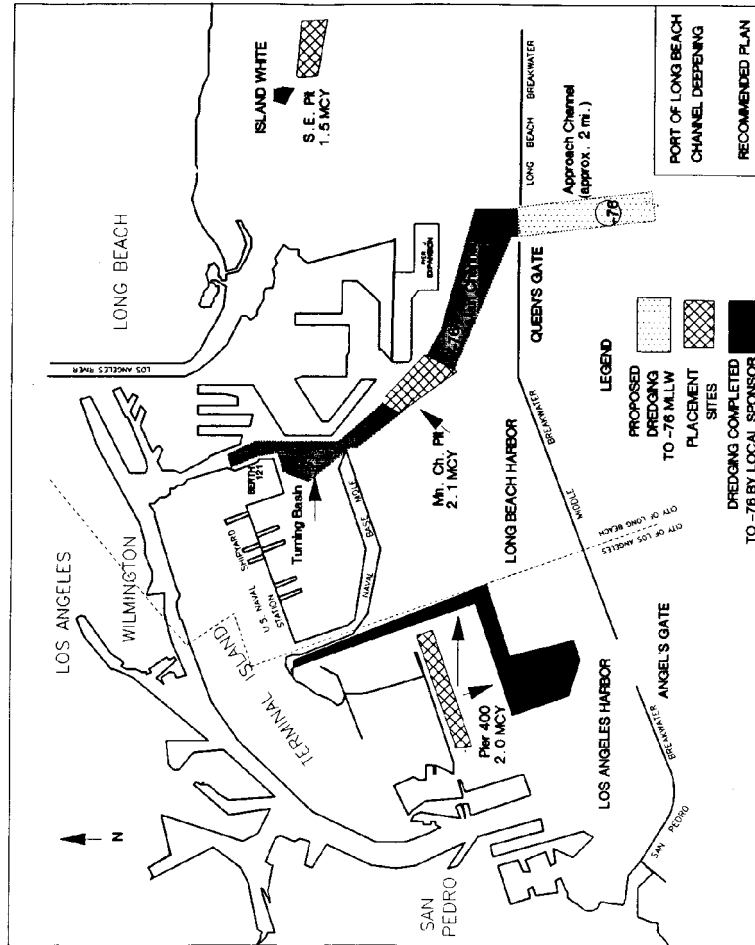 LOS ANGELES
WILMINGTON
LONG BEACH
LOS ANGELES RIVER
ISLAND WHITE
S.E. Pit
1.5 MCY
N
TERMINAL ISLAND
U.S. NAVAL SHIPYARD
STATION
BERTH
121
Turning Basin
NAVAL BASE MOLE
PIER J
EXPANSION
-76 Main Channel
Mn. Ch. Pit
2.1 MCY
Pier 400
2.0 MCY
SAN
PEDRO
LONG BEACH HARBOR
LOS ANGELES HARBOR
QUEEN'S GATE
ANGEL'S GATE
LONG BEACH BREAKWATER
MIDDLE BREAKWATER
SAN PEDRO BREAKWATER
CITY OF LONG BEACH
CITY OF LOS ANGELES
Approach Channel
(approx. 2 mi.)
-76
LEGEND
PROPOSED
DREDGING
TO -76 MLLW
PLACEMENT
SITES
DREDGING COMPLETED
TO -76 BY LOCAL SPONSOR
PORT OF LONG BEACH
CHANNEL DEEPENING
RECOMMENDED PLAN